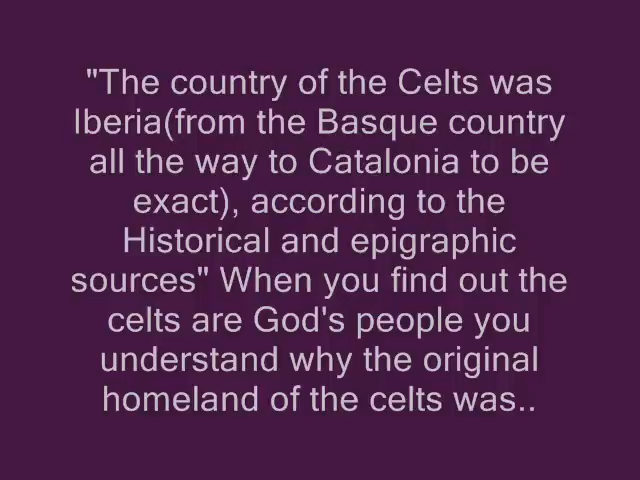 "The country of the Celts was
Iberia(from the Basque country
all the way to Catalonia to be
exact), according to the
Historical and epigraphic
sources" When you find out the
celts are God's people you
understand why the original
homeland of the celts was..